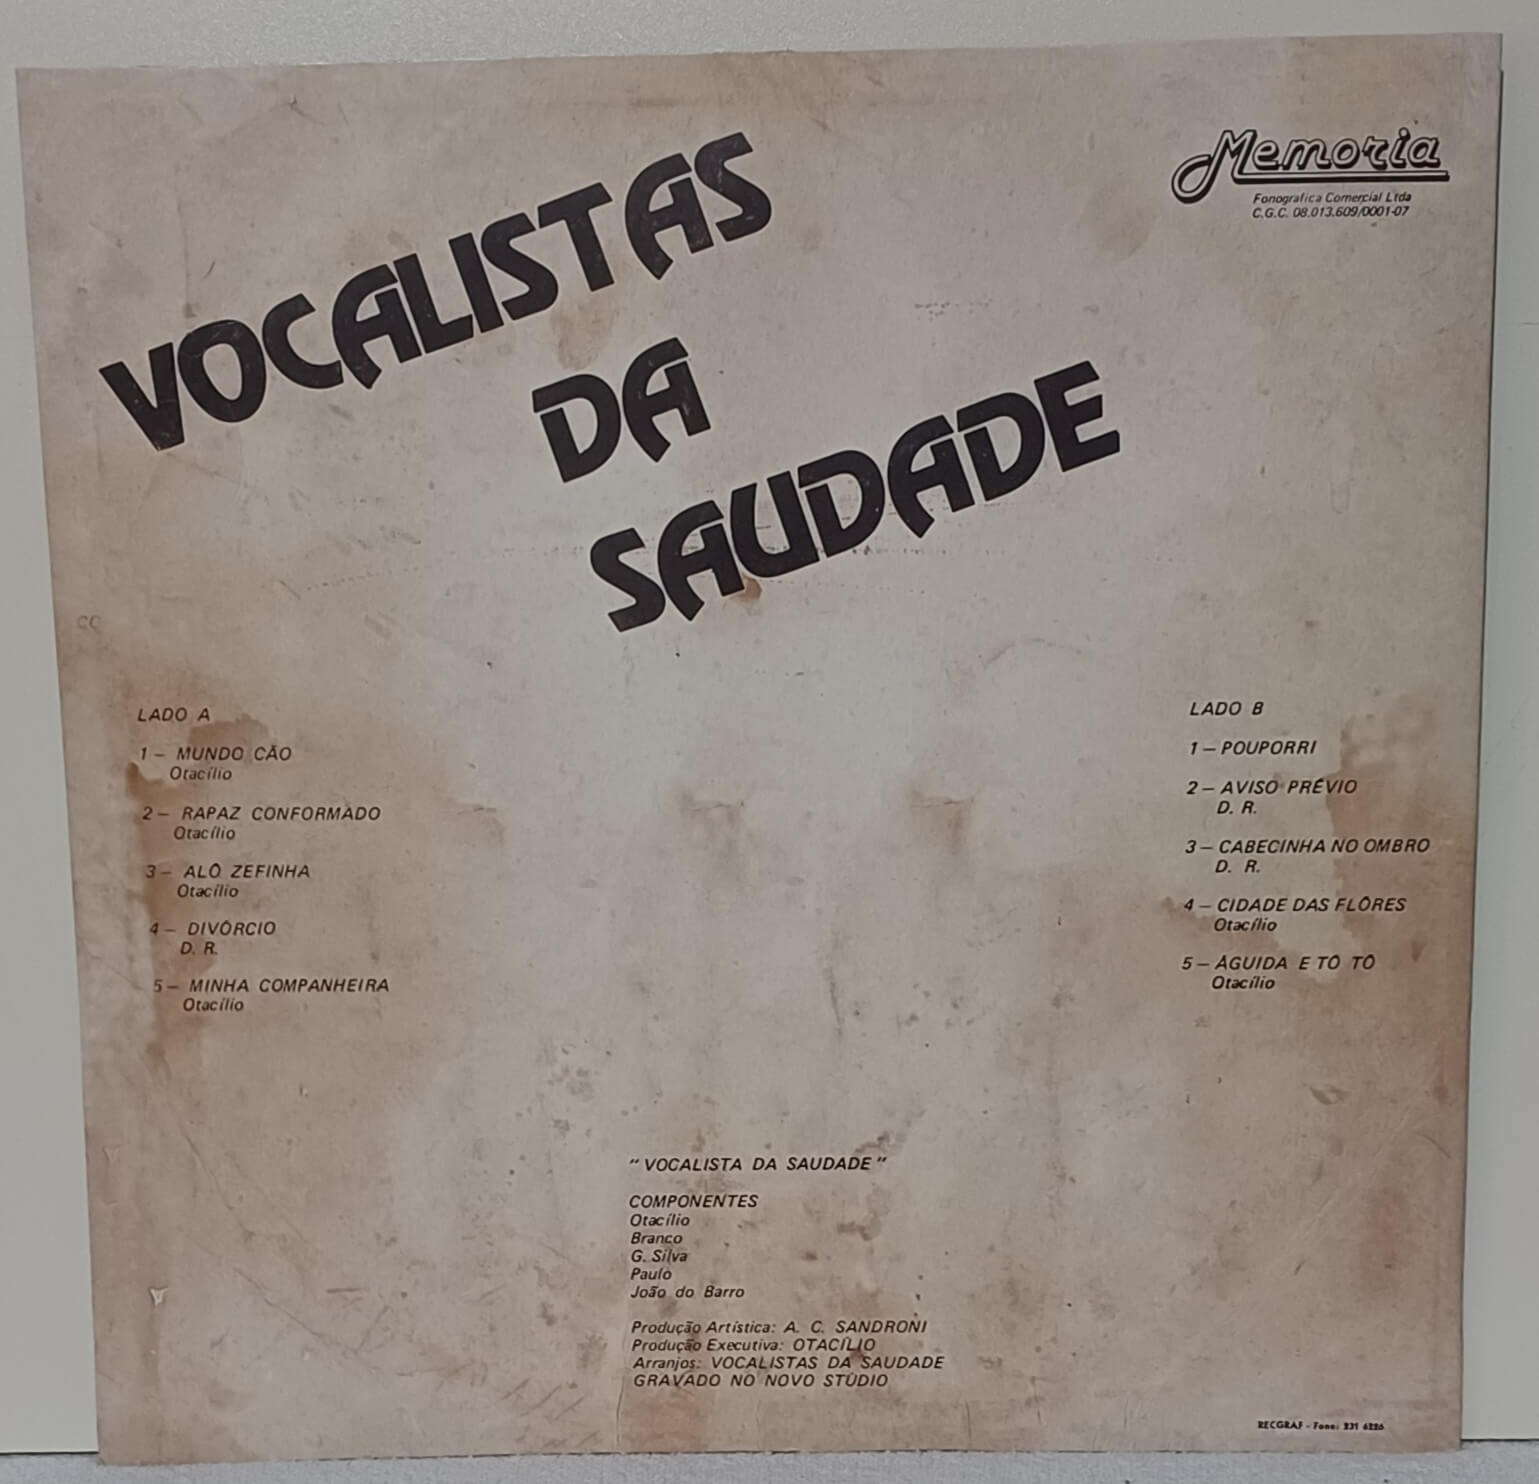 Memoria
Fonografica Comercial Ltda
C.G.C. 08.013.609/0001-07
VOCALISTAS
DA
SAUDADE
LADO A
1 – MUNDO CÃO
Otacílio
2 – RAPAZ CONFORMADO
Otacílio
3 – ALÔ ZEFINHA
Otacílio
4 – DIVÓRCIO
D. R.
5 – MINHA COMPANHEIRA
Otacílio
LADO B
1 – POUPORRI
2 – AVISO PRÉVIO
D. R.
3 – CABECINHA NO OMBRO
D. R.
4 – CIDADE DAS FLÔRES
Otacílio
5 – ÁGUIDA E TÔ TÔ
Otacílio
"VOCALISTA DA SAUDADE"
COMPONENTES
Otacílio
Branco
G. Silva
Paulo
João do Barro
Produção Artística: A. C. SANDRONI
Produção Executiva: OTACÍLIO
Arranjos: VOCALISTAS DA SAUDADE
GRAVADO NO NOVO STÚDIO
RECGRAF - Fone: 231 6226